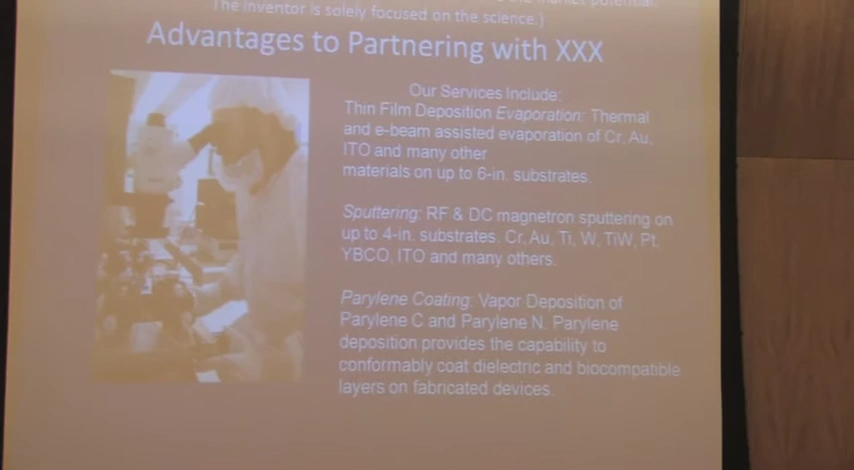 the market potential.
The inventor is solely focused on the science.)
Advantages to Partnering with XXX
Our Services Include:
Thin Film Deposition Evaporation: Thermal
and e-beam assisted evaporation of Cr, Au,
ITO and many other
materials on up to 6-in. substrates.
Sputtering: RF & DC magnetron sputtering on
up to 4-in. substrates. Cr, Au, Ti, W, TiW, Pt,
YBCO, ITO and many others.
Parylene Coating: Vapor Deposition of
Parylene C and Parylene N. Parylene
deposition provides the capability to
conformably coat dielectric and biocompatible
layers on fabricated devices.